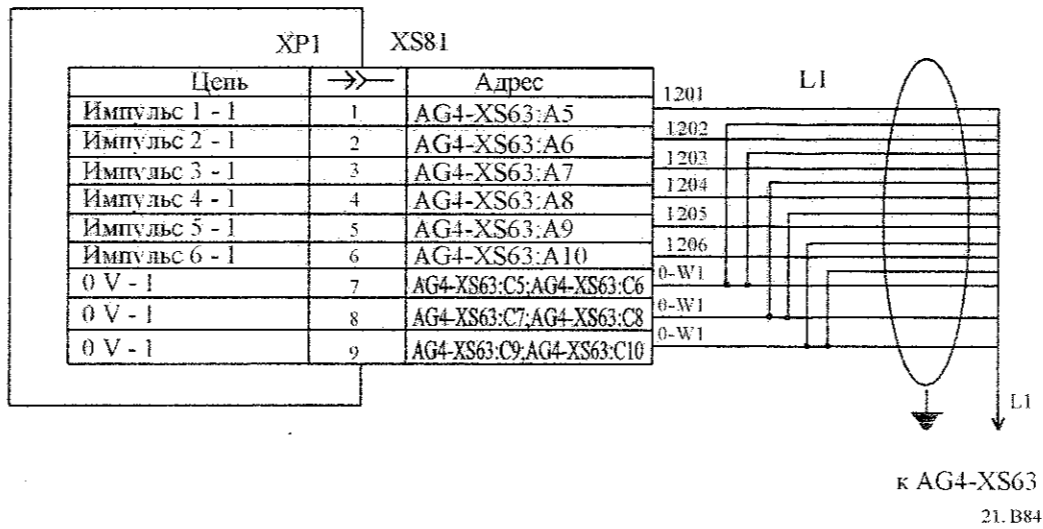 XP1 XS81
Цепь Адрес L1
1201
Импульс 1 - 1 1 AG4-XS63:A5
1202
Импульс 2 - 1 2 AG4-XS63:A6
1203
Импульс 3 - 1 3 AG4-XS63:A7
1204
Импульс 4 - 1 4 AG4-XS63:A8
1205
Импульс 5 - 1 5 AG4-XS63:A9
1206
Импульс 6 - 1 6 AG4-XS63:A10
0-W1
0 V - 1 7 AG4-XS63:C5;AG4-XS63:C6
0-W1
0 V - 1 8 AG4-XS63:C7;AG4-XS63:C8
0-W1
0 V - 1 9 AG4-XS63:C9;AG4-XS63:C10
L1
к AG4-XS63
21. B84